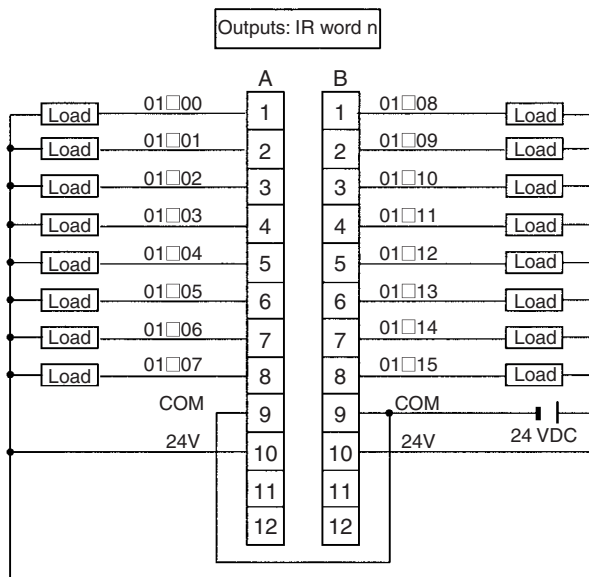 Outputs: IR word n
A B
Load 01□00 1 1 01□08 Load
Load 01□01 2 2 01□09 Load
Load 01□02 3 3 01□10 Load
Load 01□03 4 4 01□11 Load
Load 01□04 5 5 01□12 Load
Load 01□05 6 6 01□13 Load
Load 01□06 7 7 01□14 Load
Load 01□07 8 8 01□15 Load
COM 9 9 COM
24V 10 10 24V 24 VDC
11 11
12 12